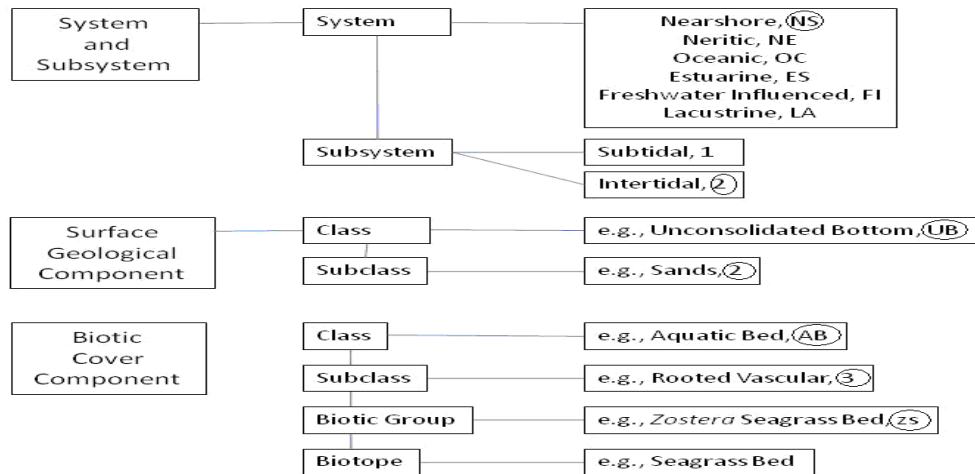 System
and
Subsystem
System
Nearshore, NS
Neritic, NE
Oceanic, OC
Estuarine, ES
Freshwater Influenced, FI
Lacustrine, LA
Subsystem
Subtidal, 1
Intertidal, 2
Surface
Geological
Component
Class
e.g., Unconsolidated Bottom, UB
Subclass
e.g., Sands, 2
Biotic
Cover
Component
Class
e.g., Aquatic Bed, AB
Subclass
e.g., Rooted Vascular, 3
Biotic Group
e.g., Zostera Seagrass Bed, zs
Biotope
e.g., Seagrass Bed